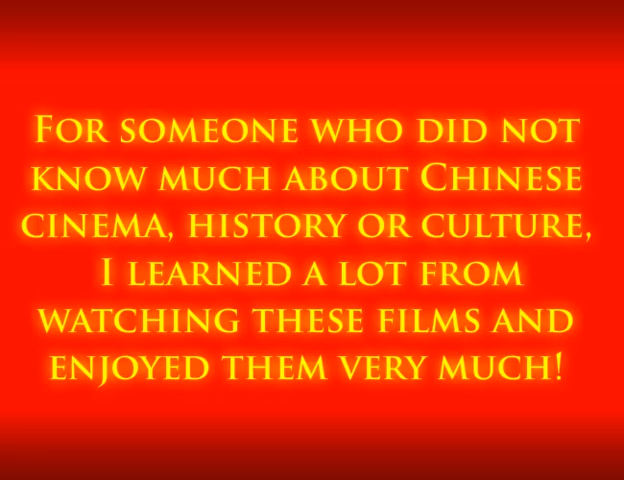 For someone who did not
know much about Chinese
cinema, history or culture,
I learned a lot from
watching these films and
enjoyed them very much!